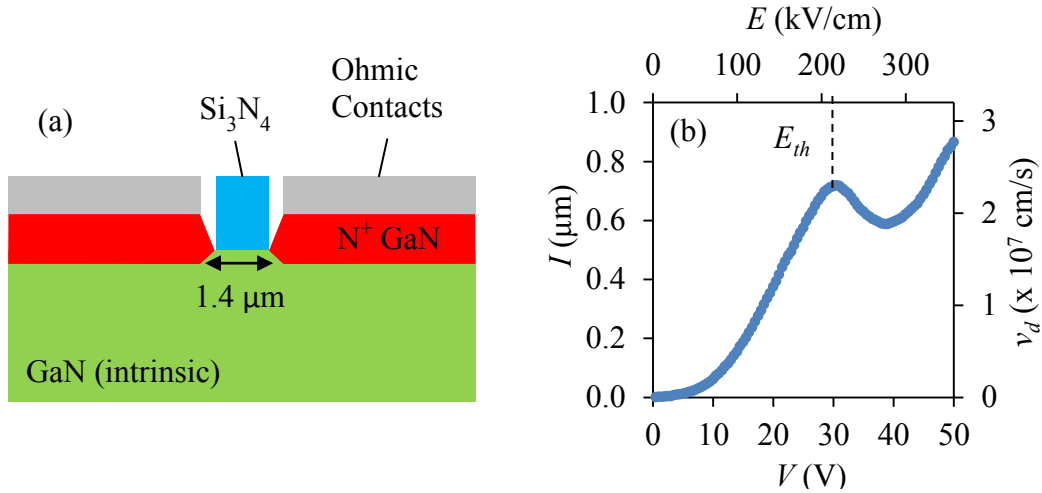 (a)
Si₃N₄
Ohmic
Contacts
N⁺ GaN
1.4 μm
GaN (intrinsic)
E (kV/cm)
0 100 200 300
(b)
E_th
I (μm)
1.0
0.8
0.6
0.4
0.2
0.0
3
2
1
0
v_d (x 10⁷ cm/s)
0 10 20 30 40 50
V (V)